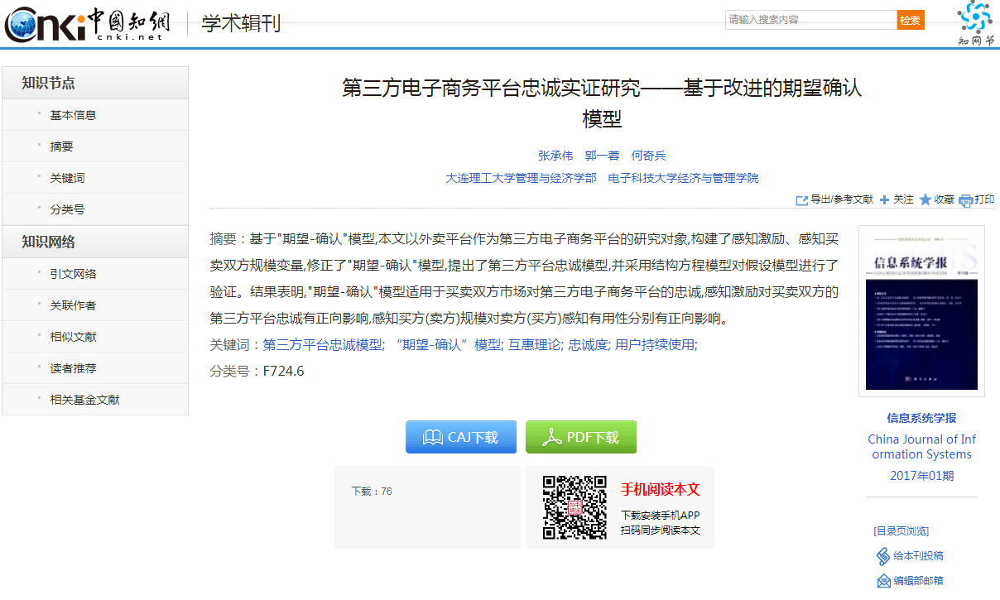 Cnki 中国知网
cnki.net
学术辑刊
请输入搜索内容
检索
知网节
知识节点
基本信息
摘要
关键词
分类号
知识网络
引文网络
关联作者
相似文献
读者推荐
相关基金文献
第三方电子商务平台忠诚实证研究——基于改进的期望确认
模型
张承伟 郭一蓉 何奇兵
大连理工大学管理与经济学部 电子科技大学经济与管理学院
导出/参考文献 关注 收藏 打印
摘要：基于"期望-确认"模型,本文以外卖平台作为第三方电子商务平台的研究对象,构建了感知激励、感知买
卖双方规模变量,修正了"期望-确认"模型,提出了第三方平台忠诚模型,并采用结构方程模型对假设模型进行了
验证。结果表明,"期望-确认"模型适用于买卖双方市场对第三方电子商务平台的忠诚,感知激励对买卖双方的
第三方平台忠诚有正向影响,感知买方(卖方)规模对卖方(买方)感知有用性分别有正向影响。
关键词：第三方平台忠诚模型; “期望-确认”模型; 互惠理论; 忠诚度; 用户持续使用;
分类号：F724.6
CAJ下载
PDF下载
下载：76
手机阅读本文
下载安装手机APP
扫码同步阅读本文
信息系统学报
信息系统学报
China Journal of Inf
ormation Systems
2017年01期
[目录页浏览]
给本刊投稿
编辑部邮箱